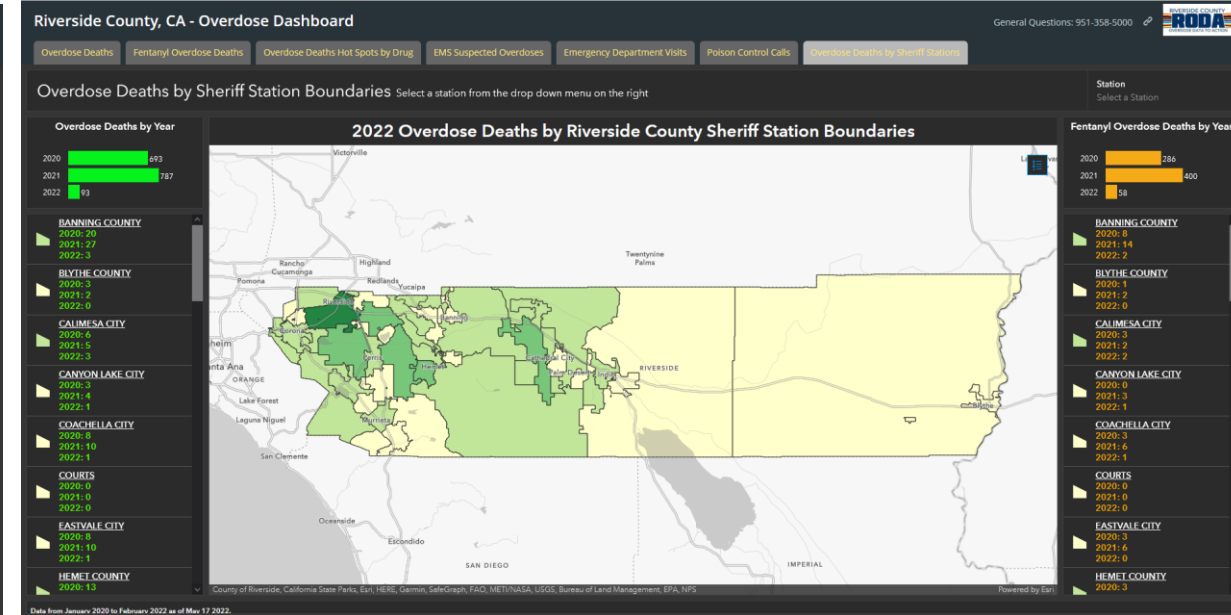 Riverside County, CA - Overdose Dashboard
General Questions: 951-358-5000
RIVERSIDE COUNTY
RODA
OVERDOSE DATA TO ACTION
Overdose Deaths
Fentanyl Overdose Deaths
Overdose Deaths Hot Spots by Drug
EMS Suspected Overdoses
Emergency Department Visits
Poison Control Calls
Overdose Deaths by Sheriff Stations
Overdose Deaths by Sheriff Station Boundaries Select a station from the drop down menu on the right
Station
Select a Station
Overdose Deaths by Year
2020 693
2021 787
2022 93
BANNING COUNTY
2020: 20
2021: 27
2022: 3
BLYTHE COUNTY
2020: 3
2021: 2
2022: 0
CALIMESA CITY
2020: 6
2021: 5
2022: 3
CANYON LAKE CITY
2020: 3
2021: 4
2022: 1
COACHELLA CITY
2020: 8
2021: 10
2022: 1
COURTS
2020: 0
2021: 0
2022: 0
EASTVALE CITY
2020: 8
2021: 10
2022: 1
HEMET COUNTY
2020: 13
2022 Overdose Deaths by Riverside County Sheriff Station Boundaries
Victorville
Twentynine
Palms
Rancho
Cucamonga
Highland
Pomona
Redlands
Yucaipa
Riverside
Banning
Corona
heim
nta Ana
ORANGE
Perris
Hemet
Cathedral City
Palm Desert
Indio
RIVERSIDE
Lake Forest
Laguna Niguel
Murrieta
Blythe
San Clemente
Oceanside
Escondido
SAN DIEGO
IMPERIAL
County of Riverside, California State Parks, Esri, HERE, Garmin, SafeGraph, FAO, METI/NASA, USGS, Bureau of Land Management, EPA, NPS
Powered by Esri
Fentanyl Overdose Deaths by Year
2020 286
2021 400
2022 58
BANNING COUNTY
2020: 8
2021: 14
2022: 2
BLYTHE COUNTY
2020: 1
2021: 2
2022: 0
CALIMESA CITY
2020: 3
2021: 2
2022: 2
CANYON LAKE CITY
2020: 0
2021: 3
2022: 1
COACHELLA CITY
2020: 3
2021: 6
2022: 1
COURTS
2020: 0
2021: 0
2022: 0
EASTVALE CITY
2020: 3
2021: 6
2022: 0
HEMET COUNTY
2020: 3
Data from January 2020 to February 2022 as of May 17 2022.